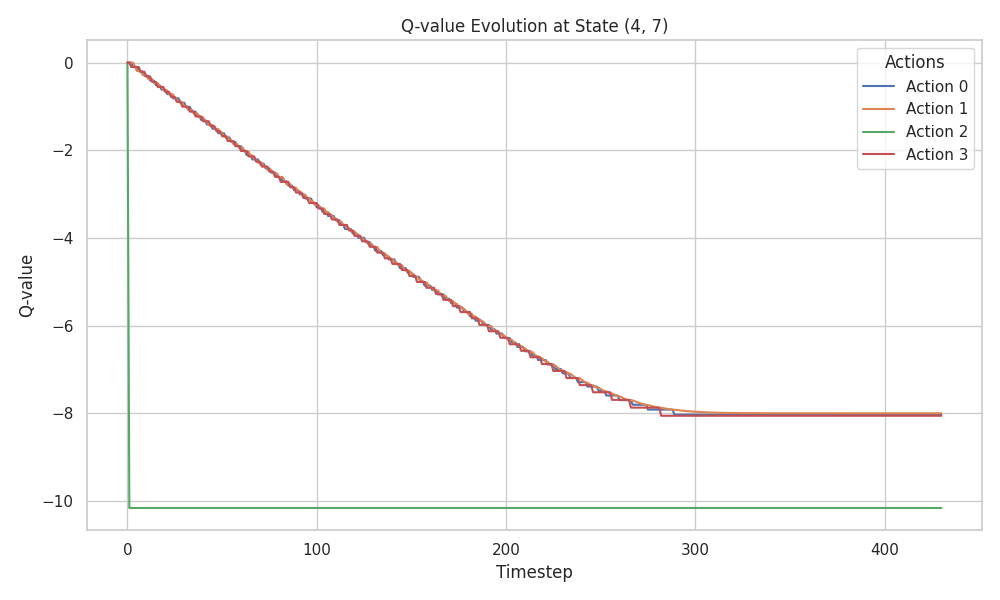 Q-value Evolution at State (4, 7)
Actions
Action 0
Action 1
Action 2
Action 3
Q-value
0
−2
−4
−6
−8
−10
0 100 200 300 400
Timestep